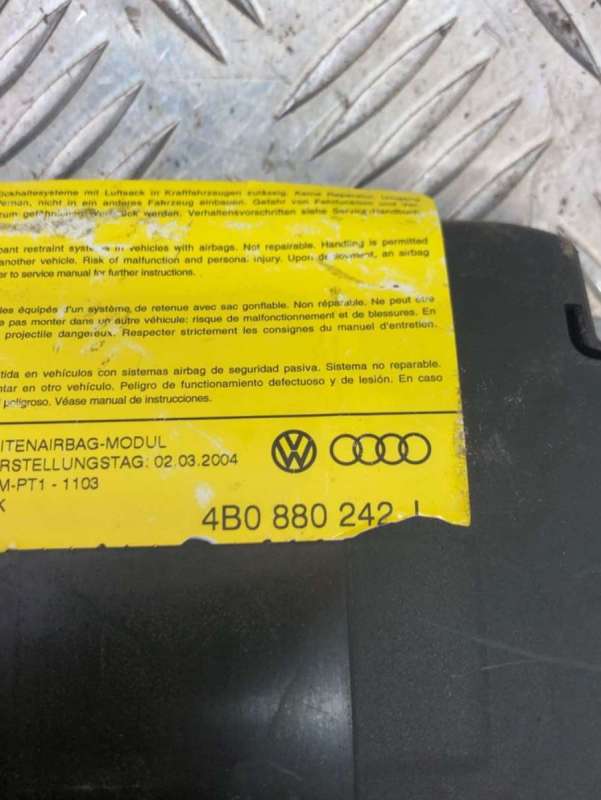 ückhaltesysteme mit Luftsack in Kraftfahrzeugen zulässig. Keine Reparatur. Umgang
nicht in ein anderes Fahrzeug einbauen. Gefahr von Fehlfunktion und
zum gefährlichen werden. Verhaltensvorschriften siehe Service-Handbuch
pant restraint systems in vehicles with airbags. Not repairable. Handling is permitted
another vehicle. Risk of malfunction and personal injury. Upon deployment, an airbag
er to service manual for further instructions.
les équipés d'un système de retenue avec sac gonflable. Non réparable. Ne peut être
e pas monter dans un autre véhicule: risque de malfonctionnement et de blessures. En
projectile dangereux. Respecter strictement les consignes du manuel d'entretien.
tida en vehículos con sistemas airbag de seguridad pasiva. Sistema no reparable.
ntar en otro vehículo. Peligro de funcionamiento defectuoso y de lesión. En caso
l peligroso. Véase manual de instrucciones.
EITENAIRBAG-MODUL
ERSTELLUNGSTAG: 02.03.2004
M-PT1 - 1103
K
4B0 880 242